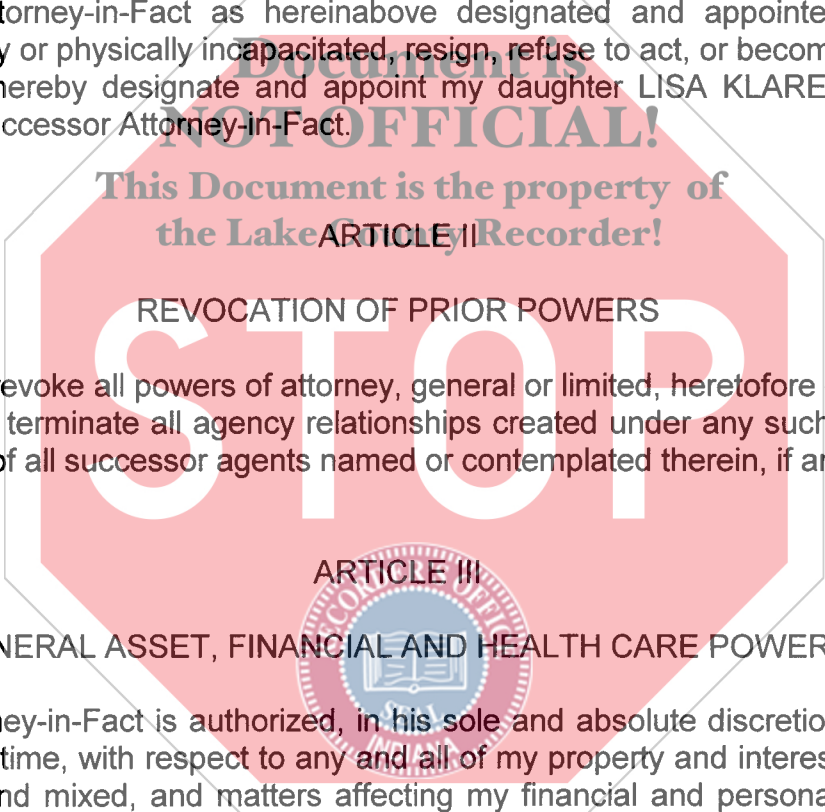 torney-in-Fact as hereinabove designated and appointe
y or physically incapacitated, resign, refuse to act, or becom
Document is
hereby designate and appoint my daughter LISA KLARE
NOT OFFICIAL!
ccessor Attorney-in-Fact.
This Document is the property of
the Lake County Recorder!
ARTICLE II
REVOCATION OF PRIOR POWERS
STOP
evoke all powers of attorney, general or limited, heretofore
terminate all agency relationships created under any such
of all successor agents named or contemplated therein, if an
ARTICLE III
RECORDER'S OFFICE
SEAL
INDIANA
NERAL ASSET, FINANCIAL AND HEALTH CARE POWER
ney-in-Fact is authorized, in his sole and absolute discretio
time, with respect to any and all of my property and interes
nd mixed, and matters affecting my financial and persona